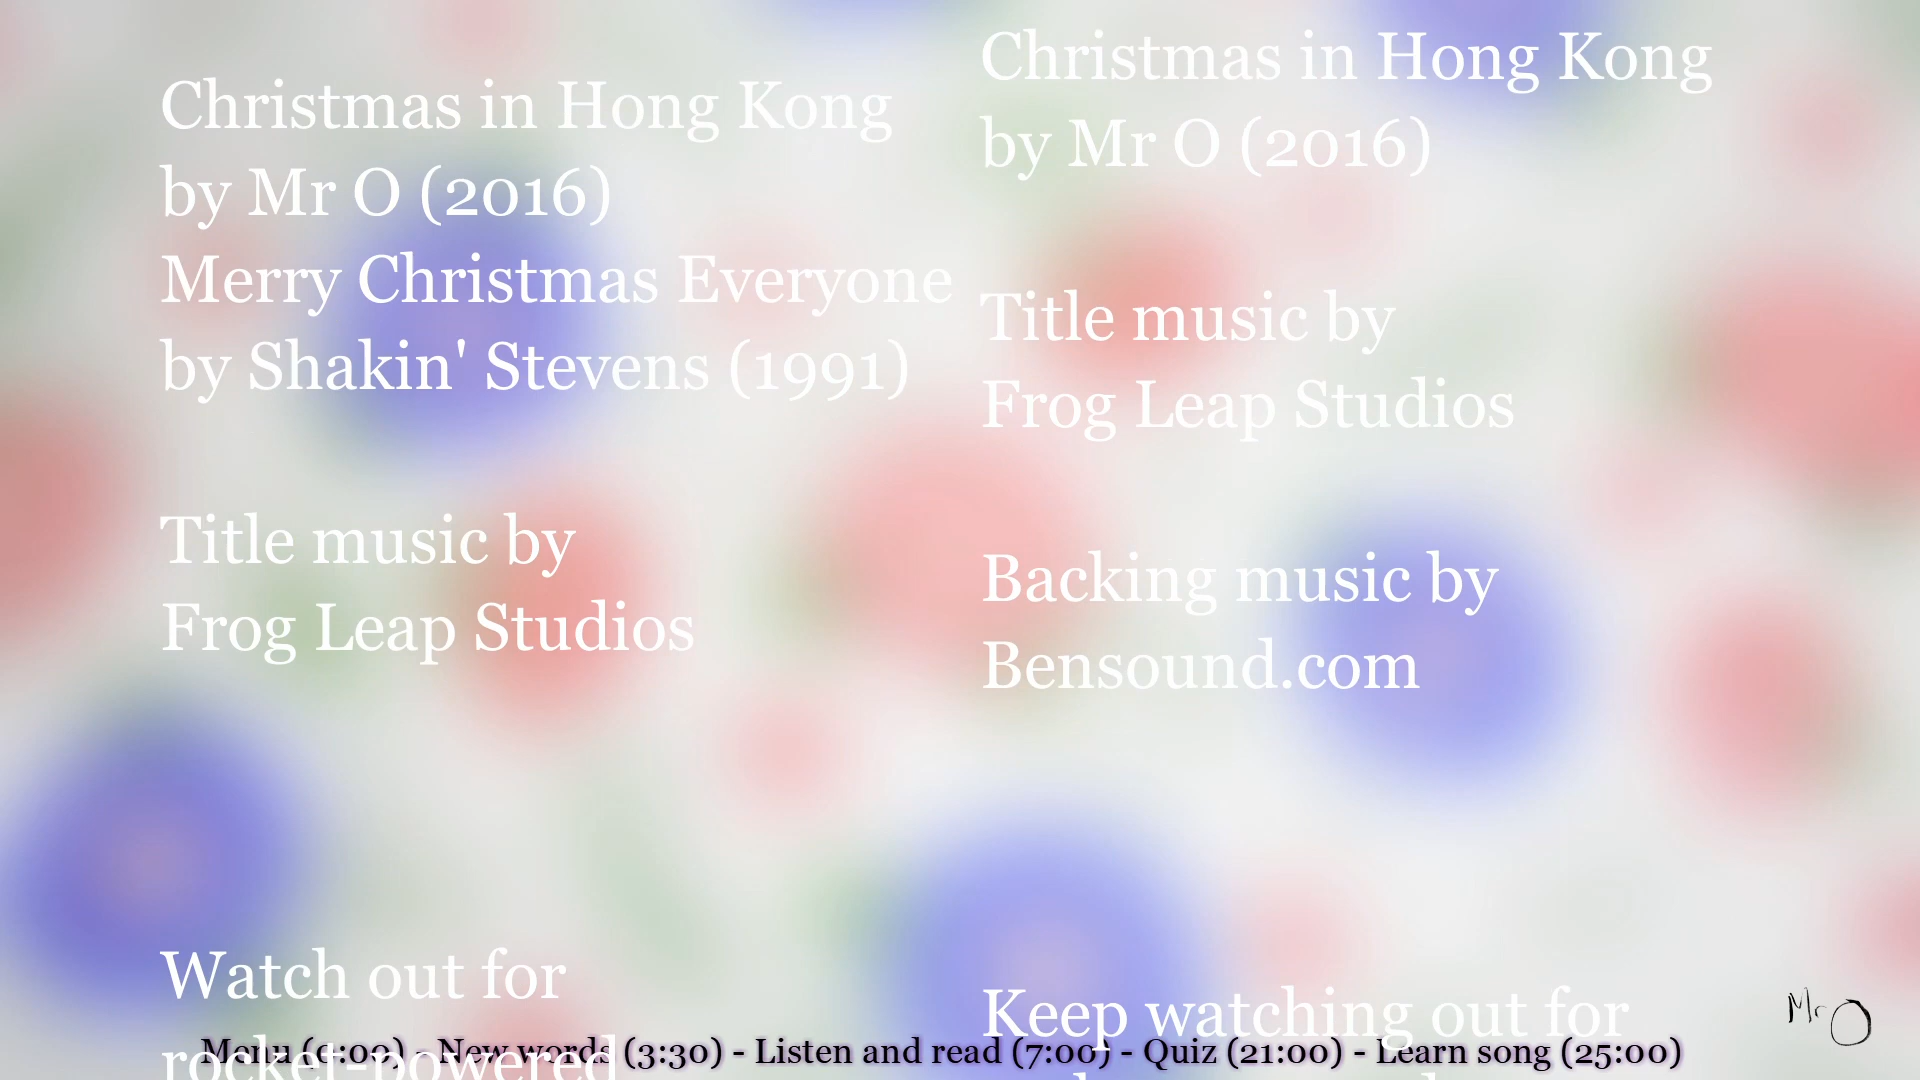 Christmas in Hong Kong
by Mr O (2016)
Merry Christmas Everyone
by Shakin' Stevens (1991)
Title music by
Frog Leap Studios
Watch out for
rocket-powered
Christmas in Hong Kong
by Mr O (2016)
Title music by
Frog Leap Studios
Backing music by
Bensound.com
Keep watching out for
Menu (0:00) - New words (3:30) - Listen and read (7:00) - Quiz (21:00) - Learn song (25:00)
Mr O